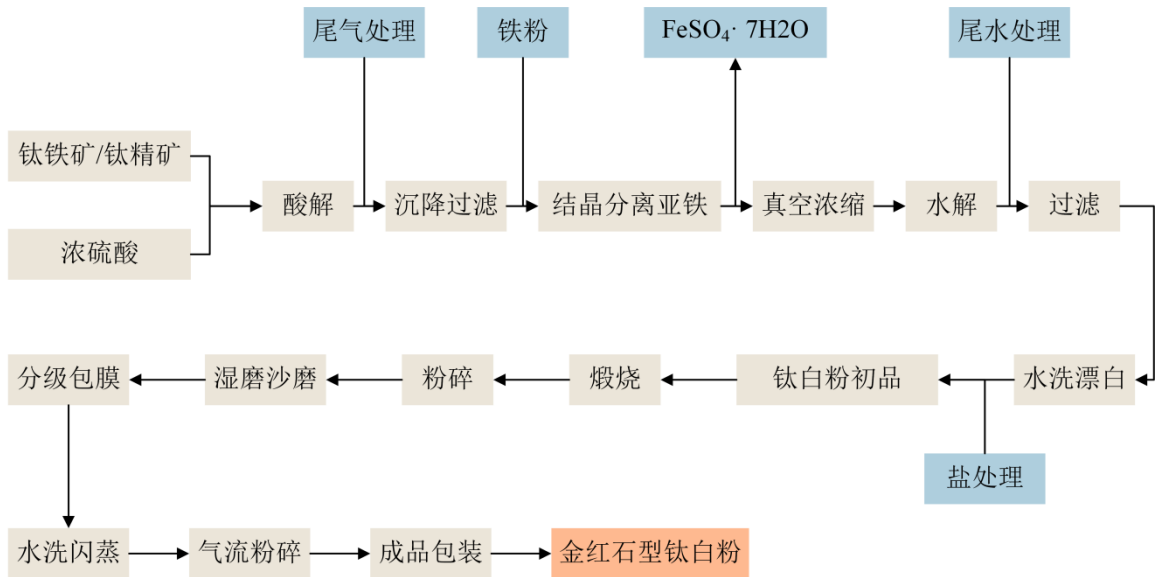 尾气处理
铁粉
FeSO₄· 7H2O
尾水处理
钛铁矿/钛精矿
浓硫酸
酸解
沉降过滤
结晶分离亚铁
真空浓缩
水解
过滤
分级包膜
湿磨沙磨
粉碎
煅烧
钛白粉初品
水洗漂白
盐处理
水洗闪蒸
气流粉碎
成品包装
金红石型钛白粉